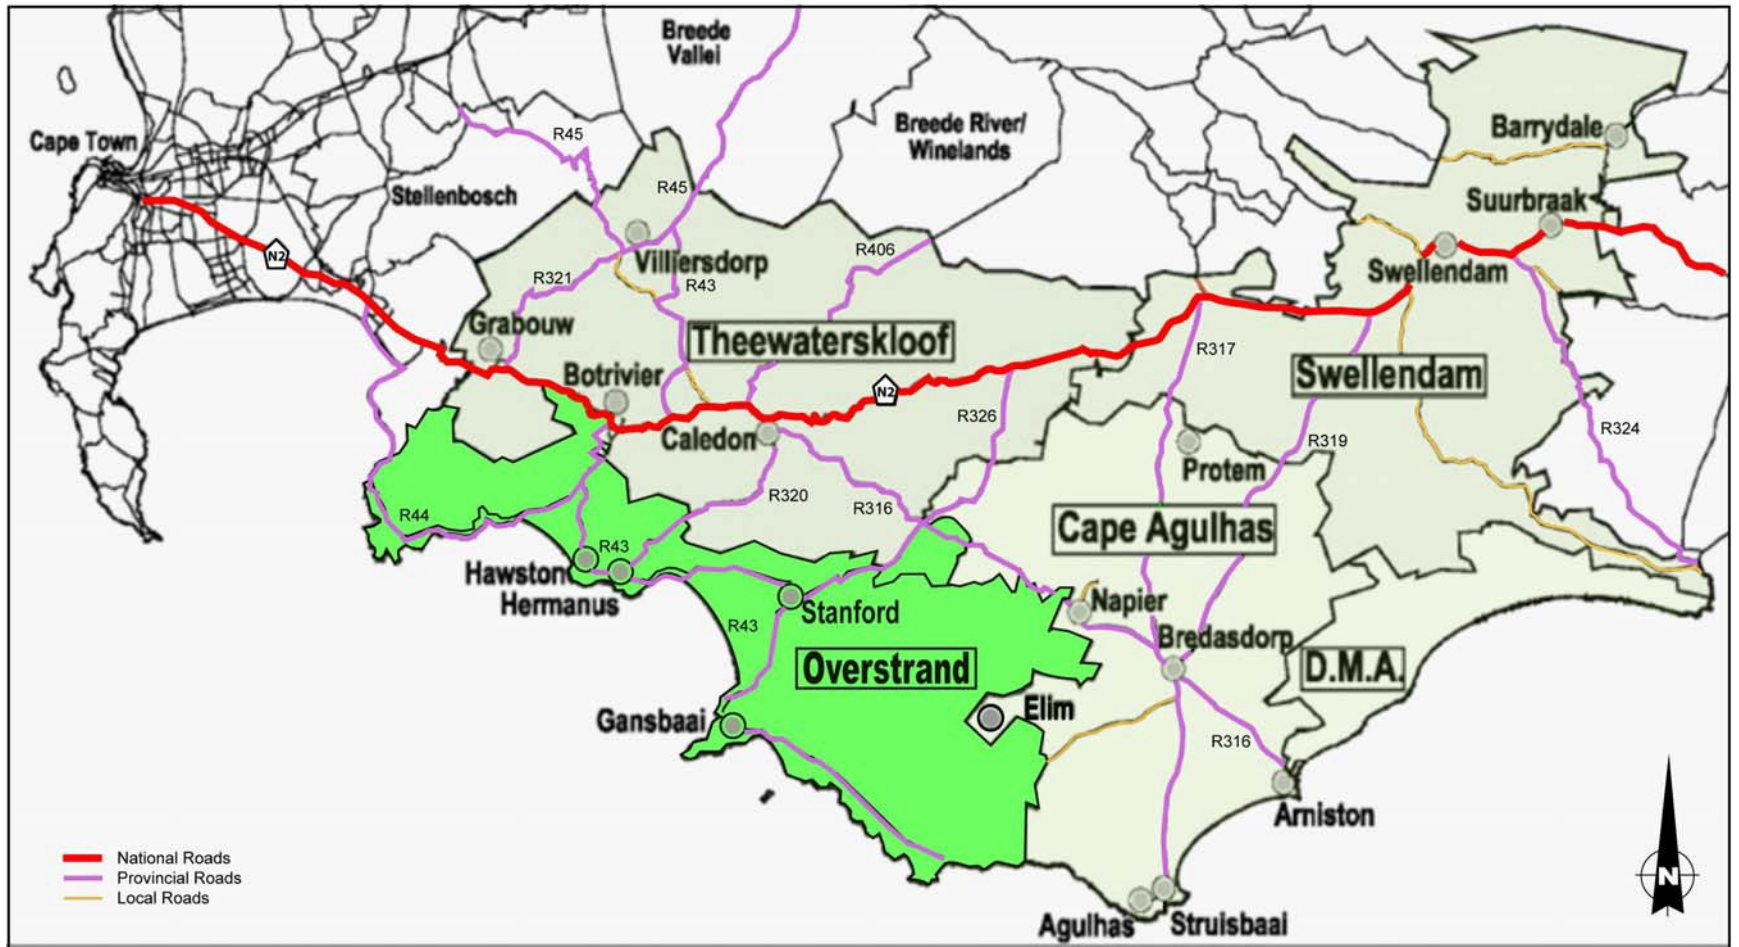 Breede
Vallei
Cape Town
R45
Breede River/
Winelands
Barrydale
Stellenbosch
R45
Suurbraak
N2
Villiersdorp
R406
Swellendam
R321
R43
Grabouw
Theewaterskloof
R317
Botrivier
Swellendam
N2
Caledon
R326
R319
R324
Protem
R320
R316
R44
Cape Agulhas
R43
Hawston
Hermanus
Stanford
Napier
R43
Bredasdorp
Overstrand
D.M.A.
Gansbaai
Elim
R316
Arniston
National Roads
Provincial Roads
Local Roads
N
Agulhas
Struisbaai